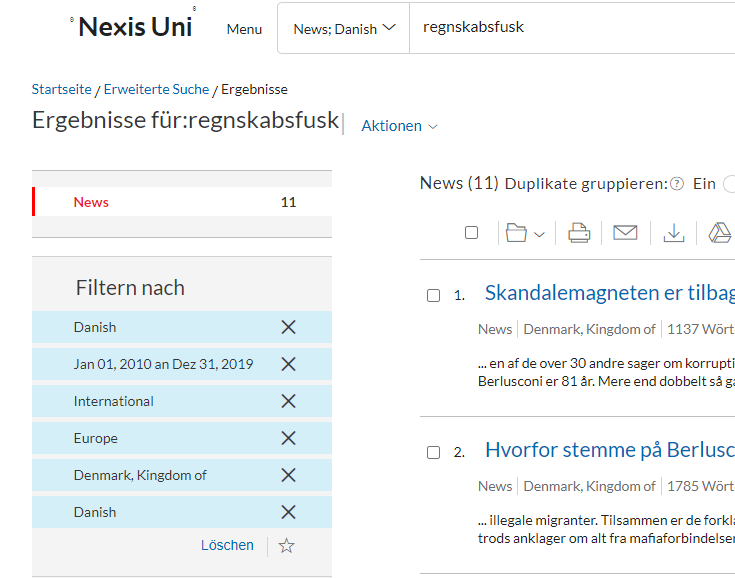 Nexis Uni
Menu
News; Danish
regnskabsfusk
Startseite / Erweiterte Suche / Ergebnisse
Ergebnisse für:regnskabsfusk
Aktionen
News 11
Filtern nach
Danish
Jan 01, 2010 an Dez 31, 2019
International
Europe
Denmark, Kingdom of
Danish
Löschen
News (11) Duplikate gruppieren: ? Ein
1. Skandalemagneten er tilbag
News | Denmark, Kingdom of | 1137 Wört
... en af de over 30 andre sager om korrupti
Berlusconi er 81 år. Mere end dobbelt så ga
2. Hvorfor stemme på Berlusc
News | Denmark, Kingdom of | 1785 Wört
... illegale migranter. Tilsammen er de forkla
trods anklager om alt fra mafiaforbindelser